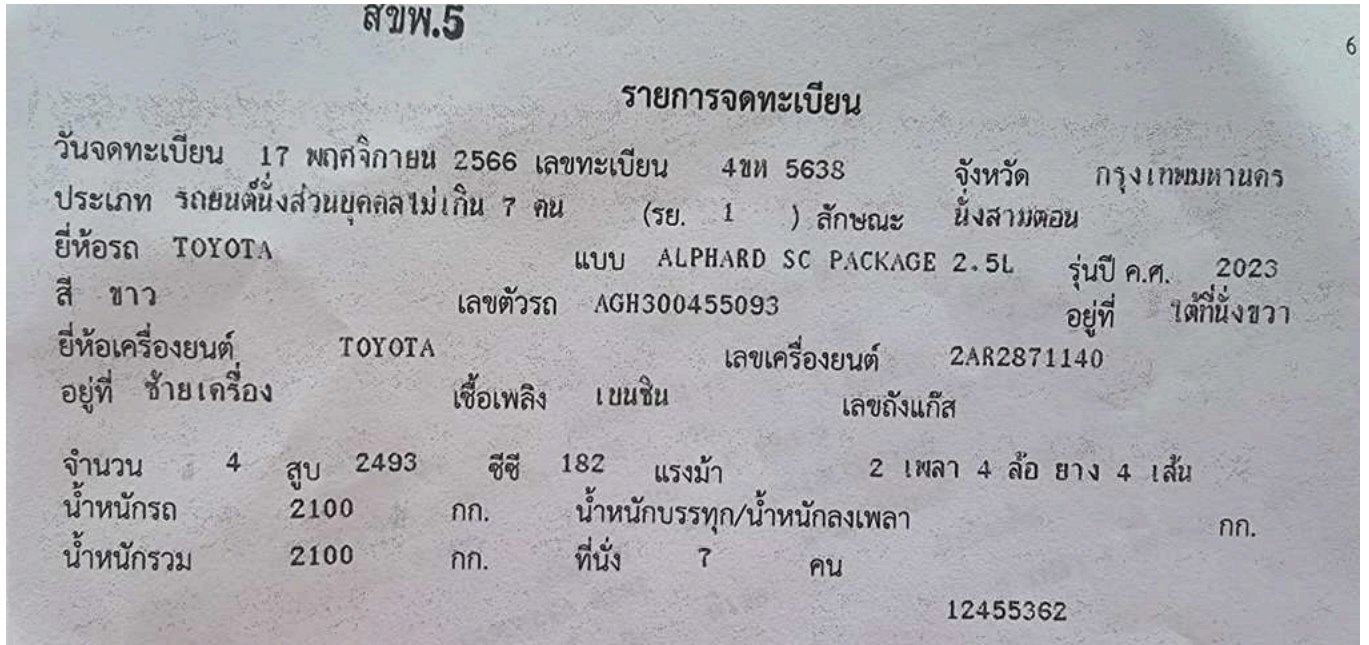 สขพ.5
6
รายการจดทะเบียน
วันจดทะเบียน 17 พฤศจิกายน 2566 เลขทะเบียน 4ขห 5638 จังหวัด กรุงเทพมหานคร
ประเภท รถยนต์นั่งส่วนบุคคลไม่เกิน 7 คน (รย. 1 ) ลักษณะ นั่งสามตอน
ยี่ห้อรถ TOYOTA แบบ ALPHARD SC PACKAGE 2.5L รุ่นปี ค.ศ. 2023
สี ขาว เลขตัวรถ AGH300455093 อยู่ที่ ใต้ที่นั่งขวา
ยี่ห้อเครื่องยนต์ TOYOTA เลขเครื่องยนต์ 2AR2871140
อยู่ที่ ซ้ายเครื่อง เชื้อเพลิง เบนซิน เลขถังแก๊ส
จำนวน 4 สูบ 2493 ซีซี 182 แรงม้า 2 เพลา 4 ล้อ ยาง 4 เส้น
น้ำหนักรถ 2100 กก. น้ำหนักบรรทุก/น้ำหนักลงเพลา กก.
น้ำหนักรวม 2100 กก. ที่นั่ง 7 คน
12455362